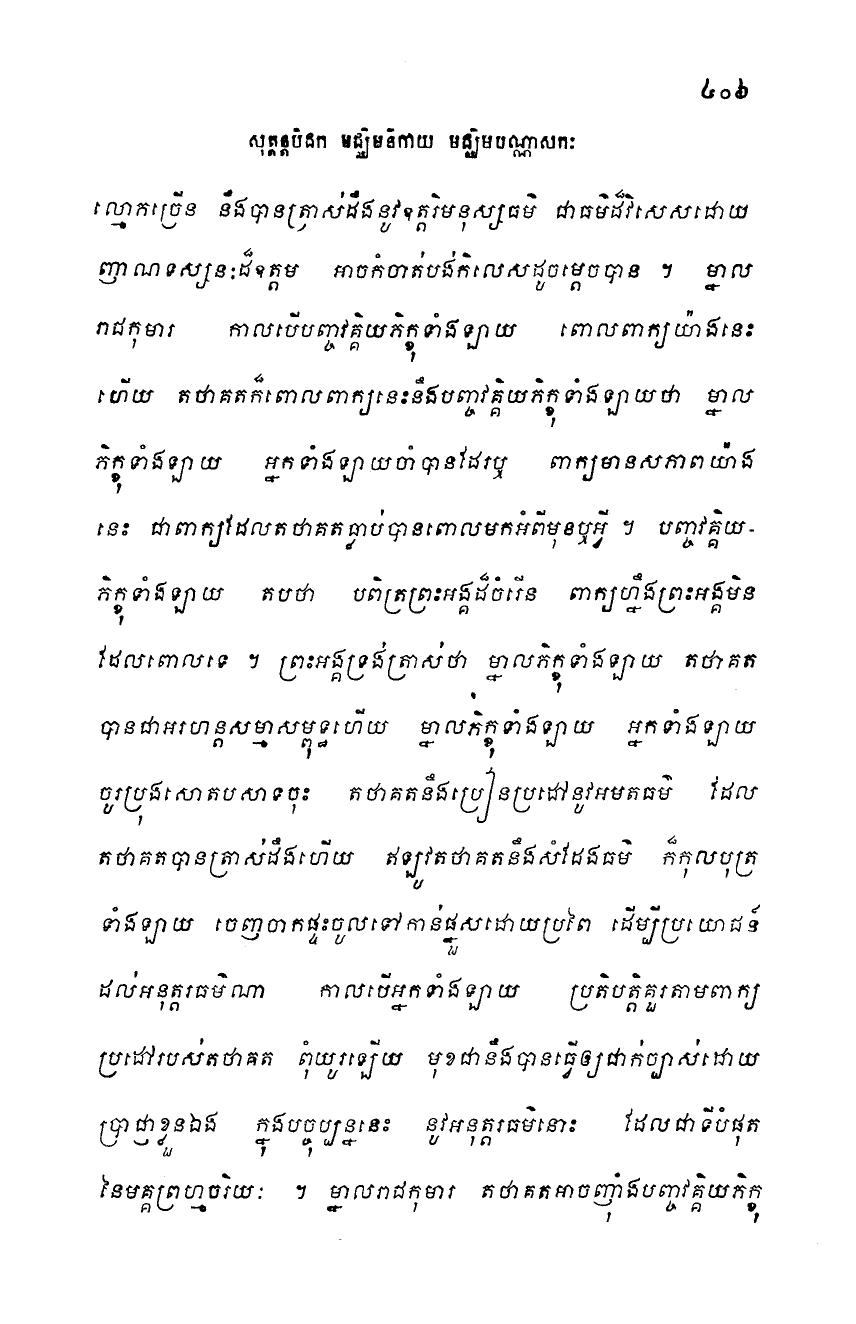 ៤០៦
សុត្តន្តបិដក មជ្ឈិមនិកាយ មជ្ឈិមបណ្ណាសកៈ
ល្មោកច្រើន នឹងបានត្រាស់ដឹងនូវឧត្តរិមនុស្សធម៌ ជាធម៌ដ៏វិសេសដោយ
ញាណទស្សនៈដ៏ឧត្តម អាចកំចាត់បង់កិលេសដូចម្តេចបាន ។ ម្នាល
រាជកុមារ កាលបើបញ្ចវគ្គិយភិក្ខុទាំងឡាយ ពោលពាក្យយ៉ាងនេះ
ហើយ តថាគតក៏ពោលពាក្យនេះនឹងបញ្ចវគ្គិយភិក្ខុទាំងឡាយថា ម្នាល
ភិក្ខុទាំងឡាយ អ្នកទាំងឡាយចាំបានដែរឬ ពាក្យមានសភាពយ៉ាង
នេះ ជាពាក្យដែលតថាគតធ្លាប់បានពោលមកអំពីមុនឬអ្វី ។ បញ្ចវគ្គិយ-
ភិក្ខុទាំងឡាយ តបថា បពិត្រព្រះអង្គដ៏ចំរើន ពាក្យហ្នឹងព្រះអង្គមិន
ដែលពោលទេ ។ ព្រះអង្គទ្រង់ត្រាស់ថា ម្នាលភិក្ខុទាំងឡាយ តថាគត
បានជាអរហន្តសម្មាសម្ពុទ្ធហើយ ម្នាលភិក្ខុទាំងឡាយ អ្នកទាំងឡាយ
ចូរប្រុងសោតបសាទចុះ តថាគតនឹងប្រៀនប្រដៅនូវអមតធម៌ ដែល
តថាគតបានត្រាស់ដឹងហើយ ឥឡូវតថាគតនឹងសំដែងធម៌ ក៏កុលបុត្រ
ទាំងឡាយ ចេញចាកផ្ទះចូលទៅកាន់ផ្នួសដោយប្រពៃ ដើម្បីប្រយោជន៍
ដល់អនុត្តរធម៌ណា កាលបើអ្នកទាំងឡាយ ប្រតិបត្តិគួរតាមពាក្យ
ប្រដៅរបស់តថាគត ពុំយូរឡើយ មុខជានឹងបានធ្វើឲ្យជាក់ច្បាស់ដោយ
ប្រាជ្ញាខ្លួនឯង ក្នុងបច្ចុប្បន្ននេះ នូវអនុត្តរធម៌នោះ ដែលជាទីបំផុត
នៃមគ្គព្រហ្មចរិយៈ ។ ម្នាលរាជកុមារ តថាគតអាចញ៉ាំងបញ្ចវគ្គិយភិក្ខុ